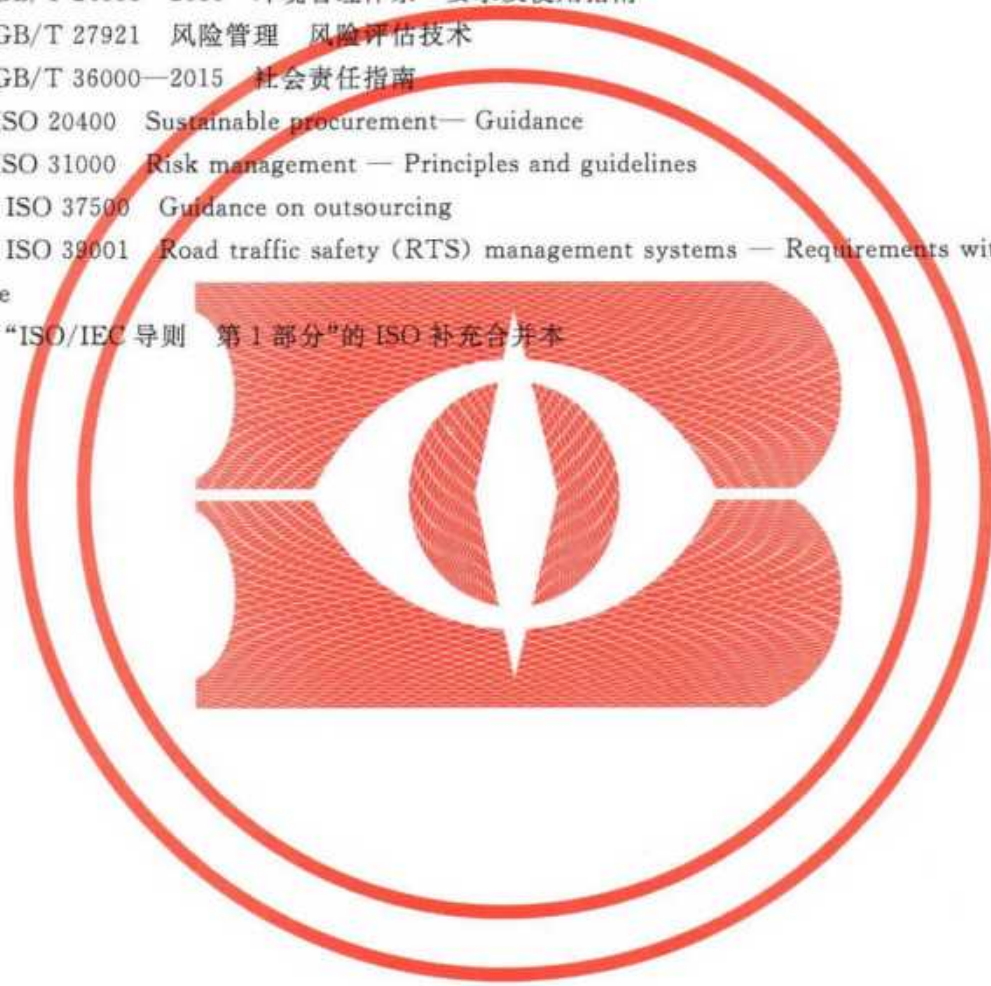 GB/T 27921 风险管理 风险评估技术
GB/T 36000—2015 社会责任指南
ISO 20400 Sustainable procurement— Guidance
ISO 31000 Risk management — Principles and guidelines
ISO 37500 Guidance on outsourcing
ISO 39001 Road traffic safety (RTS) management systems — Requirements
“ISO/IEC 导则 第 1 部分”的 ISO 补充合并本